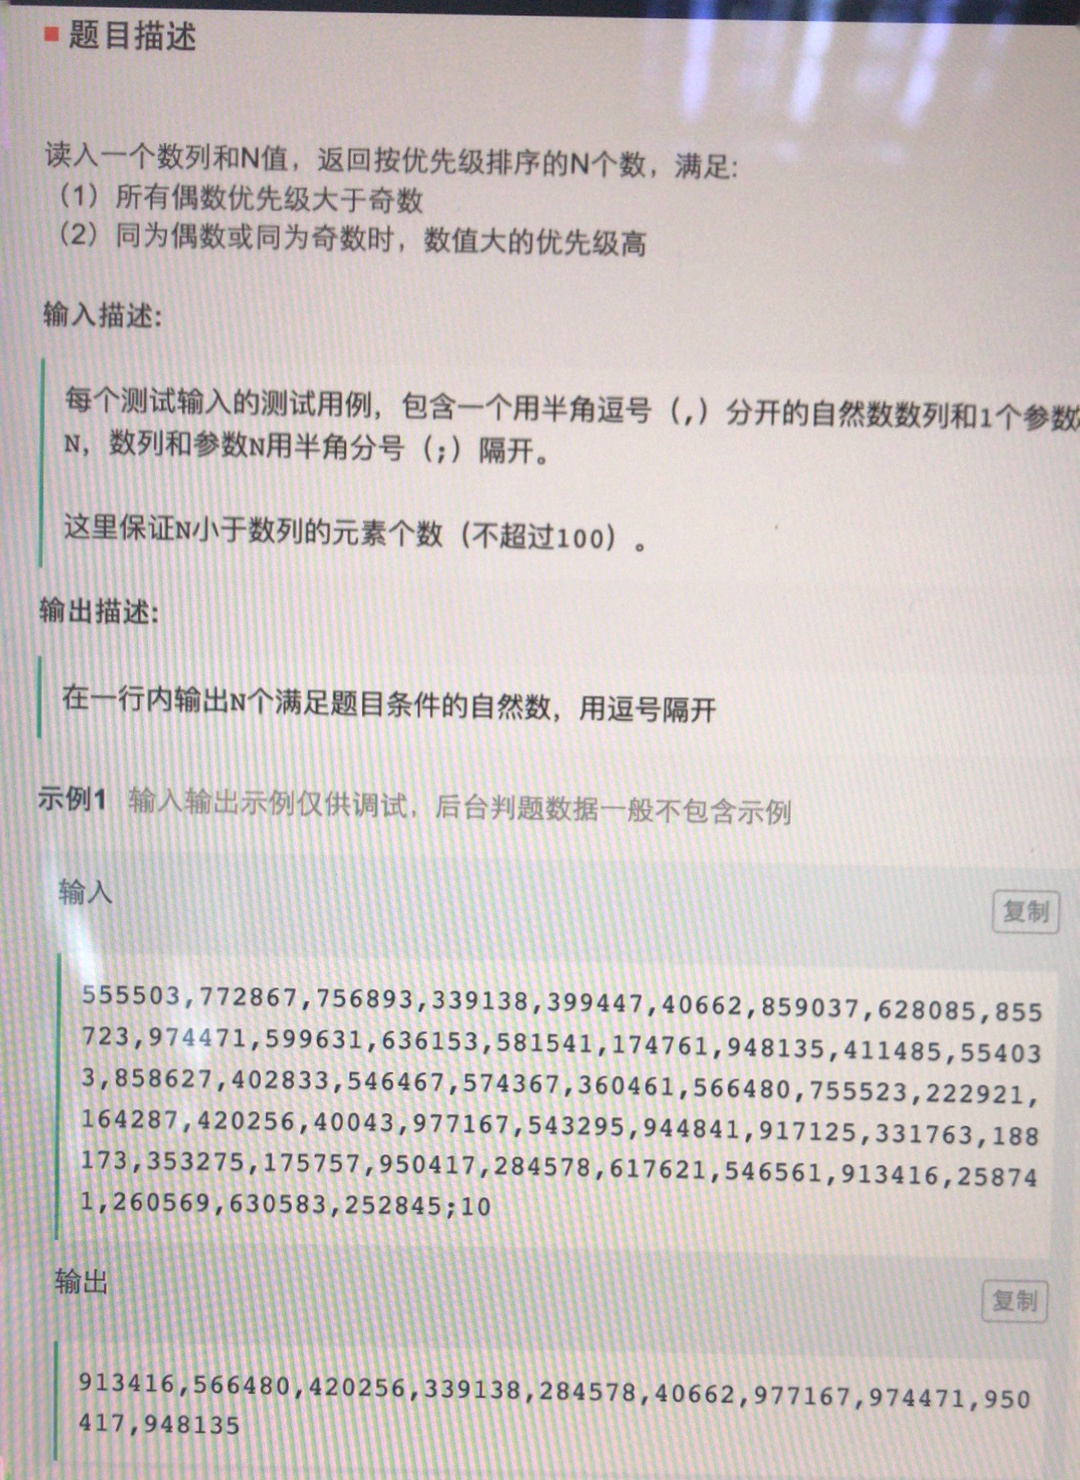 题目描述
读入一个数列和N值，返回按优先级排序的N个数，满足:
（1）所有偶数优先级大于奇数
（2）同为偶数或同为奇数时，数值大的优先级高
输入描述:
每个测试输入的测试用例，包含一个用半角逗号（,）分开的自然数数列和1个参数
N，数列和参数N用半角分号（;）隔开。
这里保证N小于数列的元素个数（不超过100）。
输出描述:
在一行内输出N个满足题目条件的自然数，用逗号隔开
示例1 输入输出示例仅供调试，后台判题数据一般不包含示例
输入
复制
555503,772867,756893,339138,399447,40662,859037,628085,855
723,974471,599631,636153,581541,174761,948135,411485,55403
3,858627,402833,546467,574367,360461,566480,755523,222921,
164287,420256,40043,977167,543295,944841,917125,331763,188
173,353275,175757,950417,284578,617621,546561,913416,25874
1,260569,630583,252845;10
输出
复制
913416,566480,420256,339138,284578,40662,977167,974471,950
417,948135